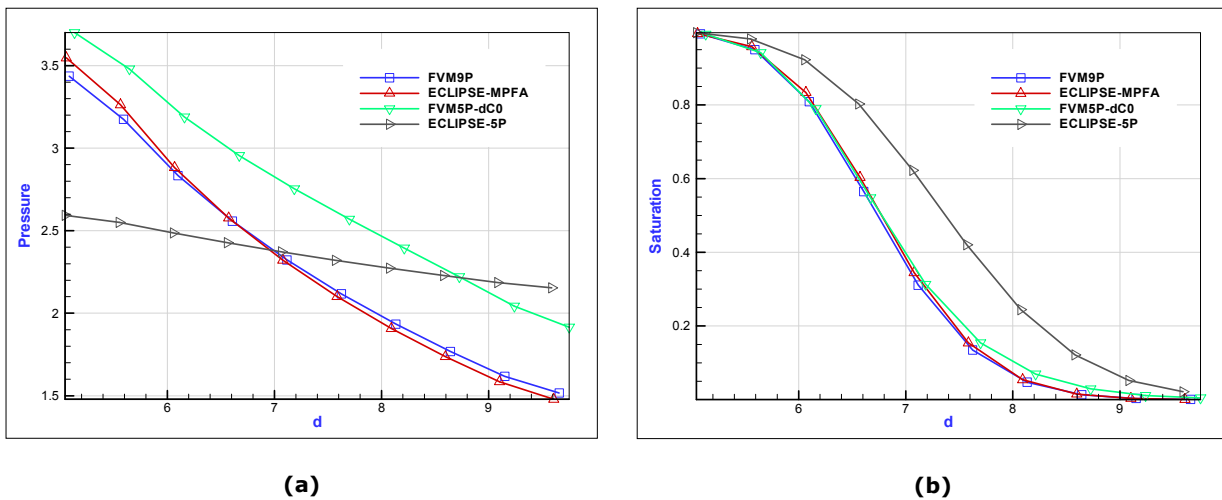 3.5
3
2.5
2
1.5
Pressure
FVM9P
ECLIPSE-MPFA
FVM5P-dC0
ECLIPSE-5P
6 7 8 9
d
(a)
0.8
0.6
0.4
0.2
Saturation
FVM9P
ECLIPSE-MPFA
FVM5P-dC0
ECLIPSE-5P
6 7 8 9
d
(b)